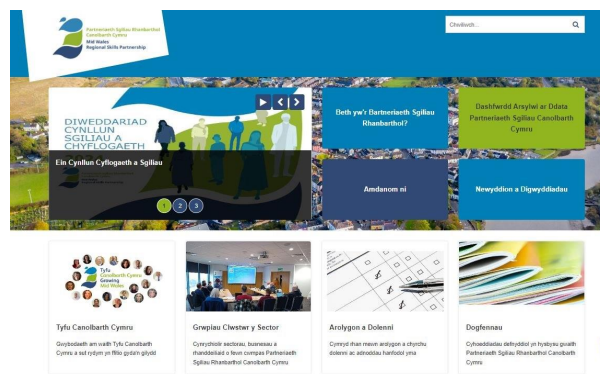 Partneriaeth Sgiliau Rhanbarthol
Canolbarth Cymru
Mid Wales
Regional Skills Partnership
Chwiliwch...
DIWEDDARIAD
CYNLLUN
SGILIAU A
CHYFLOGAETH
Ein Cynllun Cyflogaeth a Sgiliau
1 2 3
Beth yw'r Bartneriaeth Sgiliau
Rhanbarthol?
Dashfwrdd Arsylwi ar Ddata
Partneriaeth Sgiliau Canolbarth
Cymru
Amdanom ni
Newyddion a Digwyddiadau
Tyfu
Canolbarth Cymru
Growing
Mid Wales
Tyfu Canolbarth Cymru
Gwybodaeth am waith Tyfu Canolbarth
Cymru a sut rydym yn ffitio gyda'n gilydd
Grwpiau Clwstwr y Sector
Cynrychiolir sectorau, busnesau a
rhanddeiliaid o fewn cwmpas Partneriaeth
Sgiliau Rhanbarthol Canolbarth Cymru
Arolygon a Dolenni
Cymryd rhan mewn arolygon a chyrchu
dolenni ac adroddiadau hanfodol yma
Dogfennau
Cyhoeddiadau defnyddiol yn hysbysu gwaith
Partneriaeth Sgiliau Rhanbarthol Canolbarth
Cymru